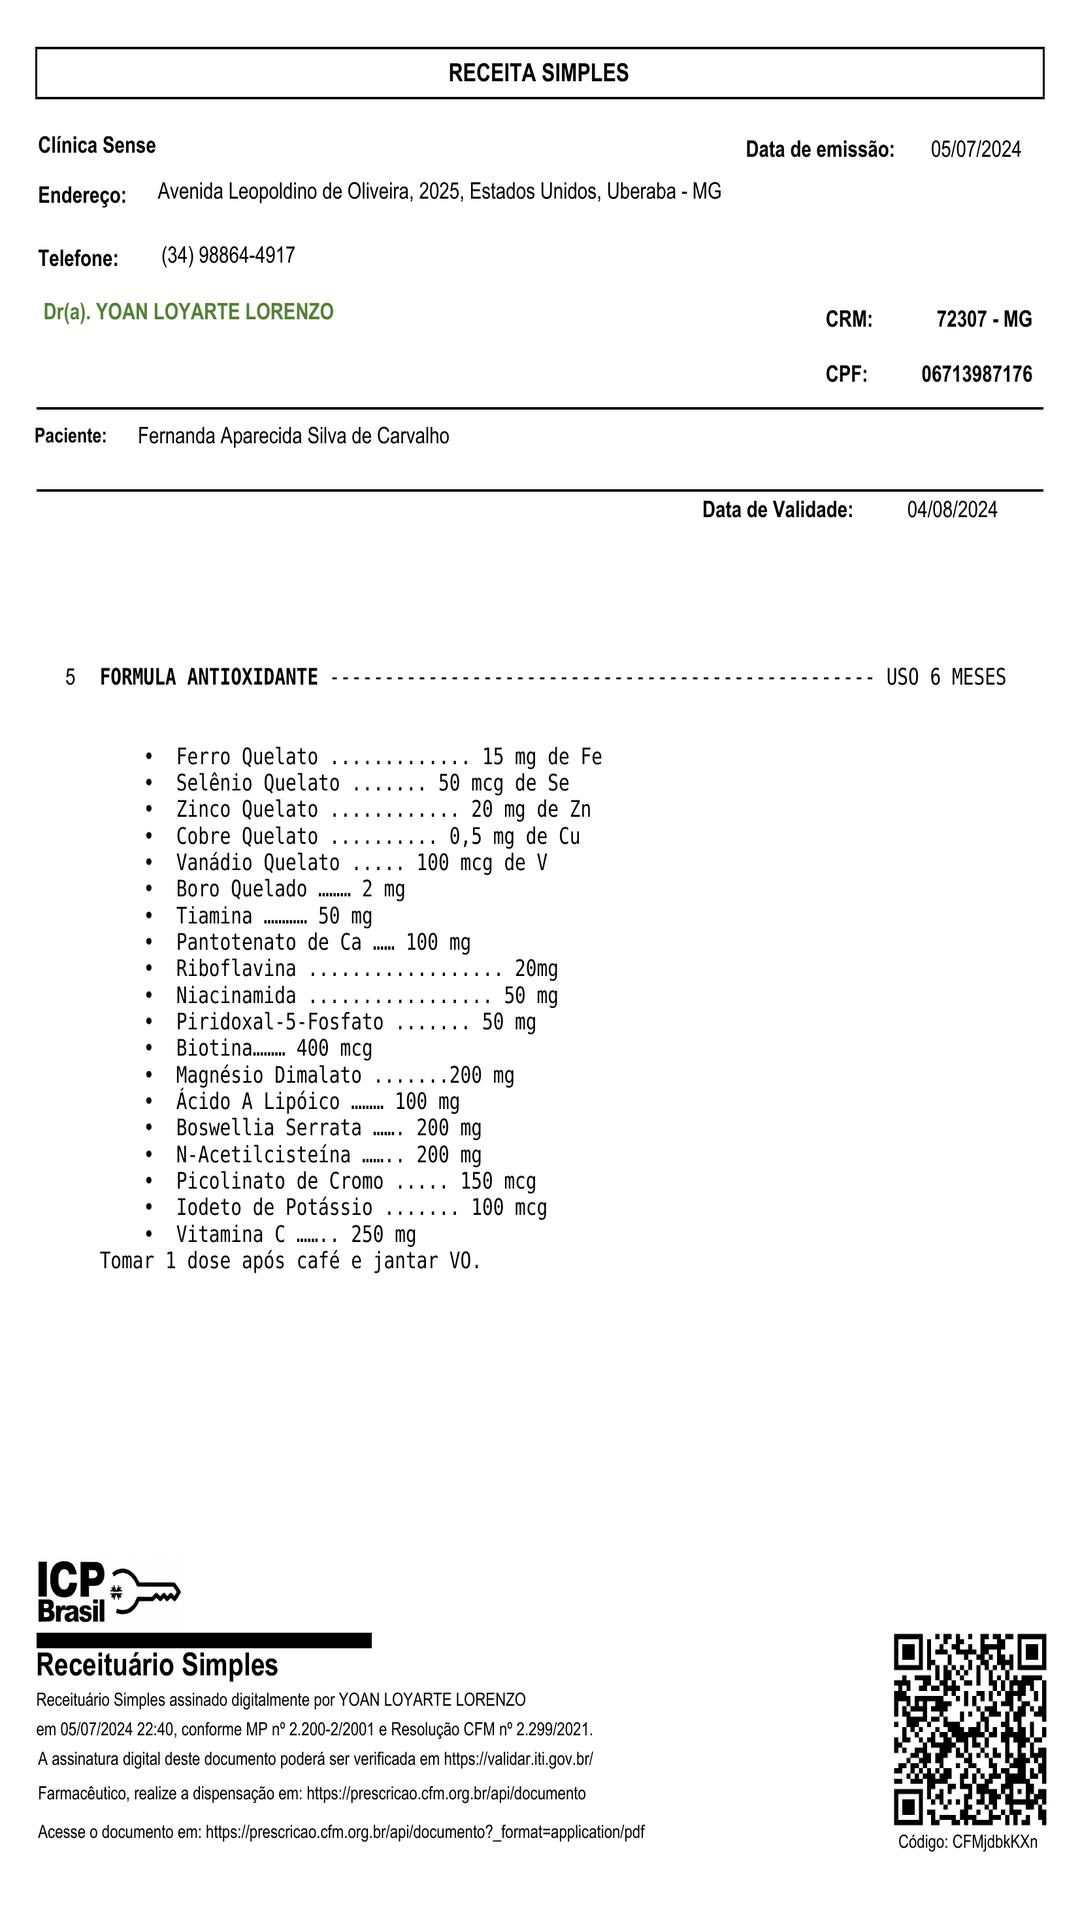 RECEITA SIMPLES
Clínica Sense
Data de emissão: 05/07/2024
Endereço: Avenida Leopoldino de Oliveira, 2025, Estados Unidos, Uberaba - MG
Telefone: (34) 98864-4917
Dr(a). YOAN LOYARTE LORENZO
CRM: 72307 - MG
CPF: 06713987176
Paciente: Fernanda Aparecida Silva de Carvalho
Data de Validade: 04/08/2024
5 FORMULA ANTIOXIDANTE -------------------------------------------------- USO 6 MESES
• Ferro Quelato ............. 15 mg de Fe
• Selênio Quelato ....... 50 mcg de Se
• Zinco Quelato ............ 20 mg de Zn
• Cobre Quelato .......... 0,5 mg de Cu
• Vanádio Quelato ..... 100 mcg de V
• Boro Quelado ……… 2 mg
• Tiamina ………… 50 mg
• Pantotenato de Ca …… 100 mg
• Riboflavina .................. 20mg
• Niacinamida ................. 50 mg
• Piridoxal-5-Fosfato ....... 50 mg
• Biotina……… 400 mcg
• Magnésio Dimalato .......200 mg
• Ácido A Lipóico ……… 100 mg
• Boswellia Serrata ……. 200 mg
• N-Acetilcisteína …….. 200 mg
• Picolinato de Cromo ..... 150 mcg
• Iodeto de Potássio ....... 100 mcg
• Vitamina C …….. 250 mg
Tomar 1 dose após café e jantar VO.
ICP
Brasil
Receituário Simples
Receituário Simples assinado digitalmente por YOAN LOYARTE LORENZO
em 05/07/2024 22:40, conforme MP nº 2.200-2/2001 e Resolução CFM nº 2.299/2021.
A assinatura digital deste documento poderá ser verificada em https://validar.iti.gov.br/
Farmacêutico, realize a dispensação em: https://prescricao.cfm.org.br/api/documento
Acesse o documento em: https://prescricao.cfm.org.br/api/documento?_format=application/pdf
Código: CFMjdbkKXn